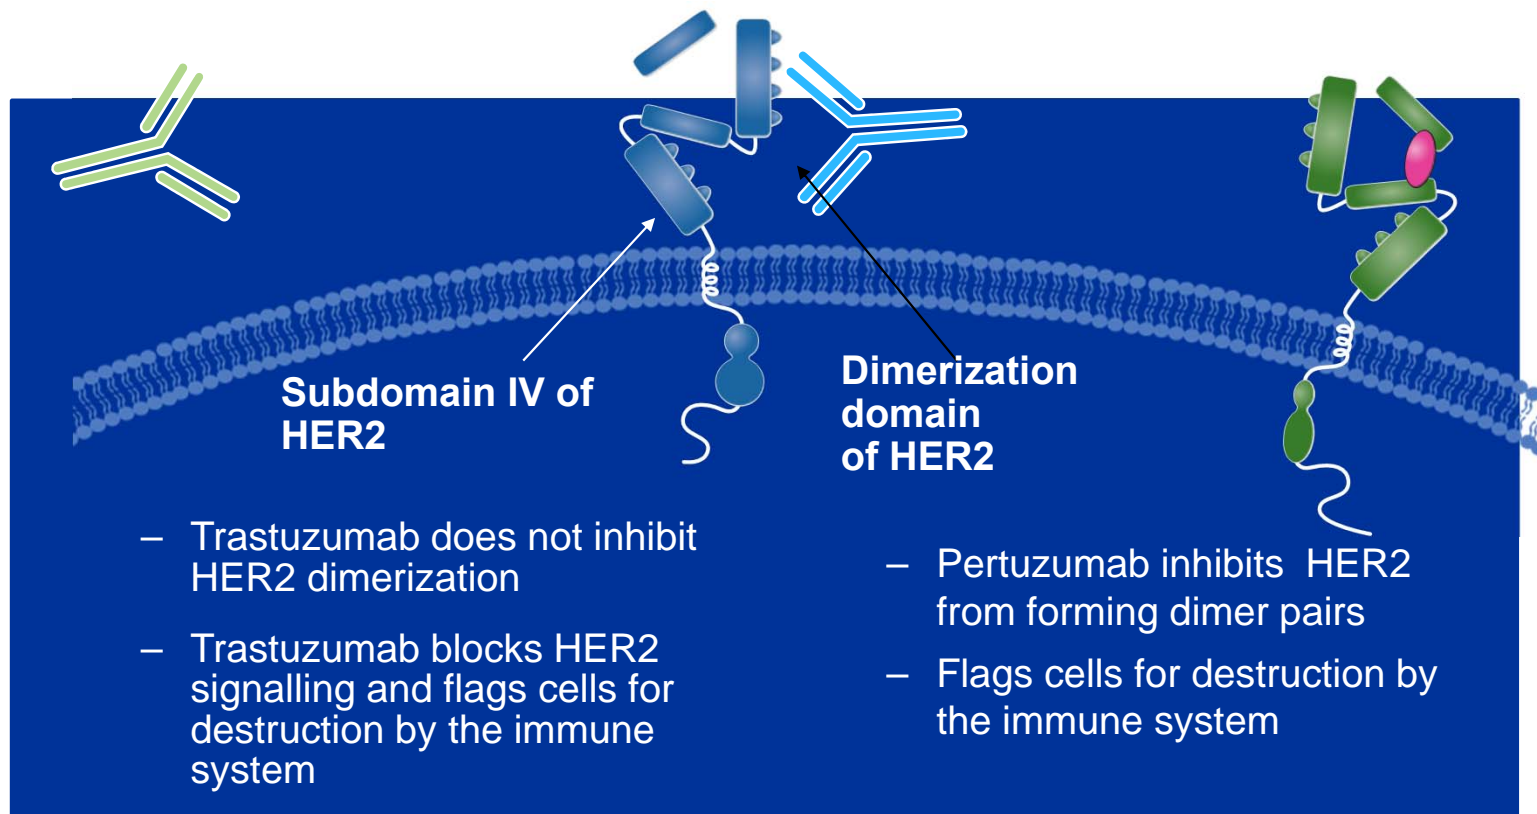 Subdomain IV of
HER2
Dimerization
domain
of HER2
– Trastuzumab does not inhibit
HER2 dimerization
– Trastuzumab blocks HER2
signalling and flags cells for
destruction by the immune
system
– Pertuzumab inhibits  HER2
from forming dimer pairs
– Flags cells for destruction by
the immune system